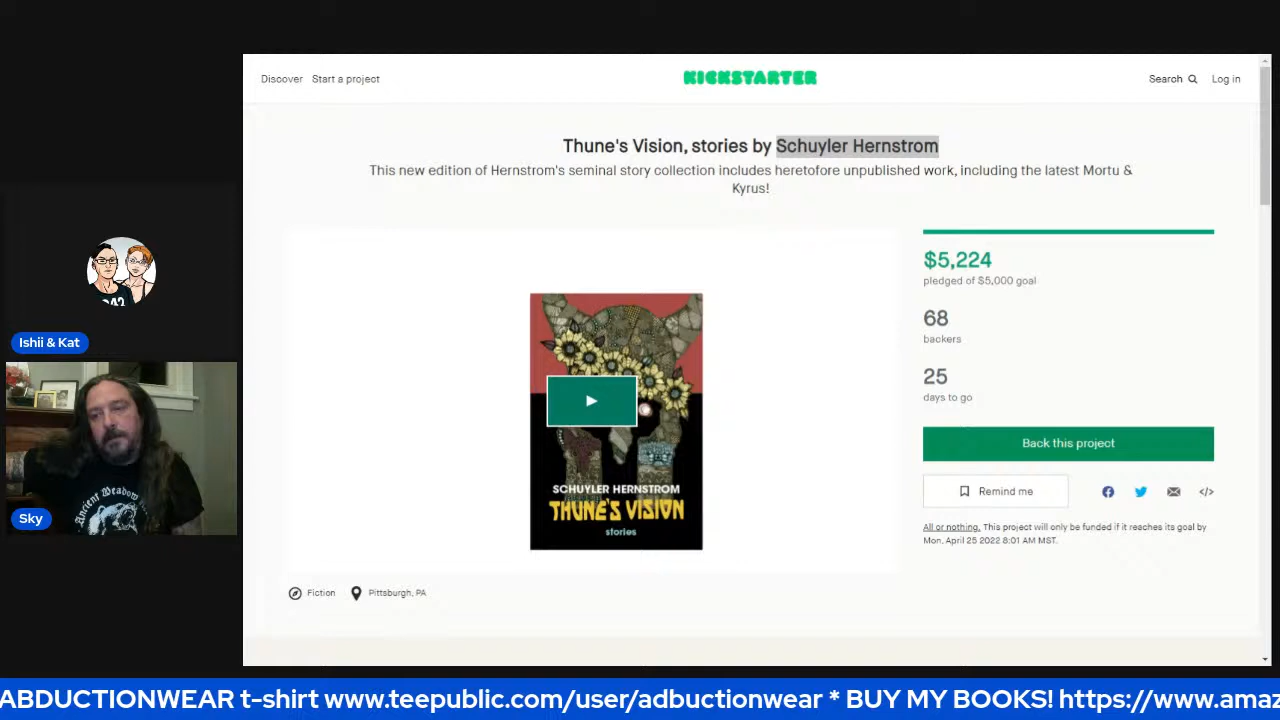 Discover Start a project
KICKSTARTER
Search Log in
Thune's Vision, stories by Schuyler Hernstrom
This new edition of Hernstrom's seminal story collection includes heretofore unpublished work, including the latest Mortu &
Kyrus!
$5,224
pledged of $5,000 goal
68
backers
25
days to go
Back this project
Remind me
All or nothing. This project will only be funded if it reaches its goal by
Mon, April 25 2022 8:01 AM MST.
SCHUYLER HERNSTROM
THUNE'S VISION
stories
Fiction Pittsburgh, PA
Ishii & Kat
Ancient Meadow
Sky
ABDUCTIONWEAR t-shirt www.teepublic.com/user/adbuctionwear * BUY MY BOOKS! https://www.amaz